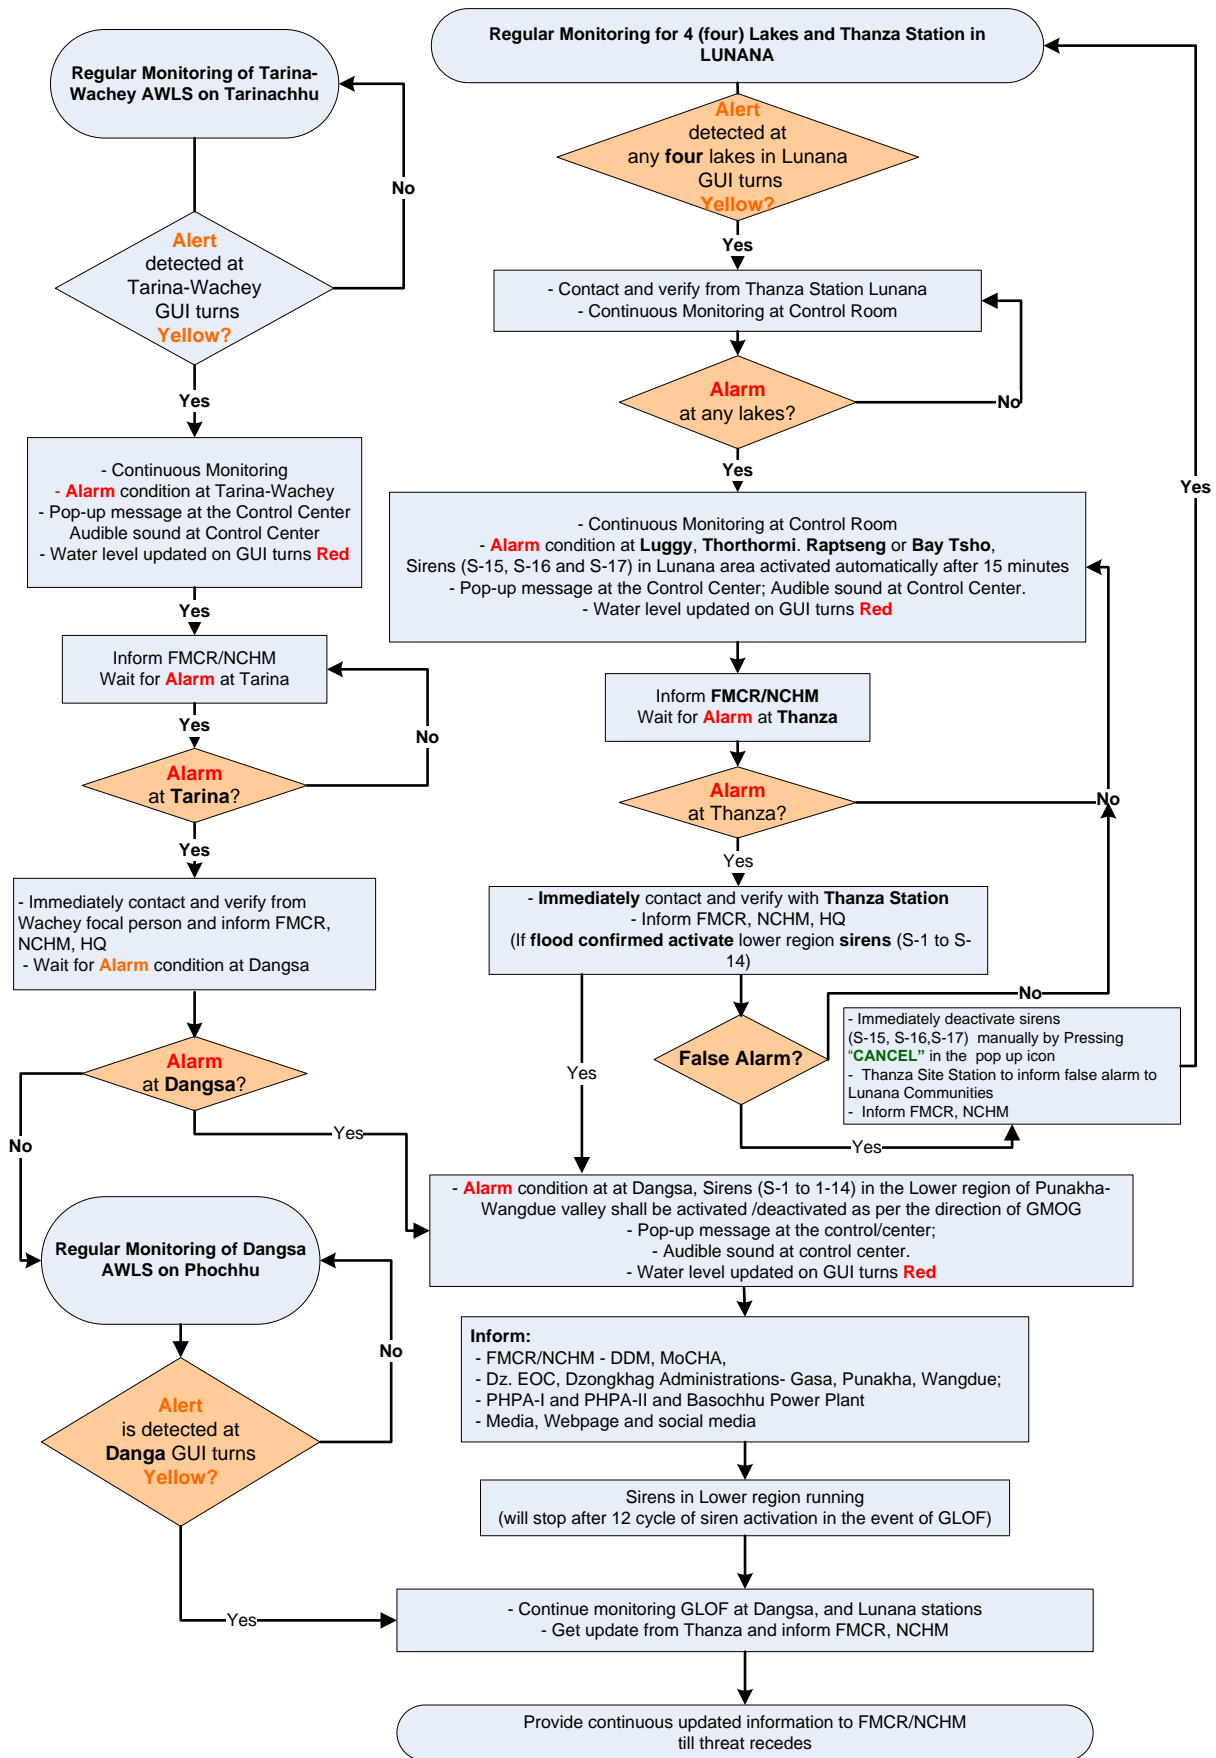 Regular Monitoring of Tarina-
Wachey AWLS on Tarinachhu
No
Alert
detected at
Tarina-Wachey
GUI turns
Yellow?
Yes
- Continuous Monitoring
- Alarm condition at Tarina-Wachey
- Pop-up message at the Control Center
Audible sound at Control Center
- Water level updated on GUI turns Red
Yes
Inform FMCR/NCHM
Wait for Alarm at Tarina
Yes
No
Alarm
at Tarina?
Yes
- Immediately contact and verify from
Wachey focal person and inform FMCR,
NCHM, HQ
- Wait for Alarm condition at Dangsa
Alarm
at Dangsa?
No
Yes
Regular Monitoring of Dangsa
AWLS on Phochhu
No
Alert
is detected at
Danga GUI turns
Yellow?
Yes
Regular Monitoring for 4 (four) Lakes and Thanza Station in
LUNANA
Alert
detected at
any four lakes in Lunana
GUI turns
Yellow?
Yes
- Contact and verify from Thanza Station Lunana
- Continuous Monitoring at Control Room
Alarm
at any lakes?
No
Yes
Yes
- Continuous Monitoring at Control Room
- Alarm condition at Luggy, Thorthormi. Raptseng or Bay Tsho,
Sirens (S-15, S-16 and S-17) in Lunana area activated automatically after 15 minutes
- Pop-up message at the Control Center; Audible sound at Control Center.
- Water level updated on GUI turns Red
Inform FMCR/NCHM
Wait for Alarm at Thanza
Alarm
at Thanza?
No
Yes
- Immediately contact and verify with Thanza Station
- Inform FMCR, NCHM, HQ
(If flood confirmed activate lower region sirens (S-1 to S-
14)
No
False Alarm?
Yes
Yes
- Immediately deactivate sirens
(S-15, S-16,S-17) manually by Pressing
“CANCEL” in the pop up icon
- Thanza Site Station to inform false alarm to
Lunana Communities
- Inform FMCR, NCHM
- Alarm condition at at Dangsa, Sirens (S-1 to 1-14) in the Lower region of Punakha-
Wangdue valley shall be activated /deactivated as per the direction of GMOG
- Pop-up message at the control/center;
- Audible sound at control center.
- Water level updated on GUI turns Red
Inform:
- FMCR/NCHM - DDM, MoCHA,
- Dz. EOC, Dzongkhag Administrations- Gasa, Punakha, Wangdue;
- PHPA-I and PHPA-II and Basochhu Power Plant
- Media, Webpage and social media
Sirens in Lower region running
(will stop after 12 cycle of siren activation in the event of GLOF)
- Continue monitoring GLOF at Dangsa, and Lunana stations
- Get update from Thanza and inform FMCR, NCHM
Provide continuous updated information to FMCR/NCHM
till threat recedes